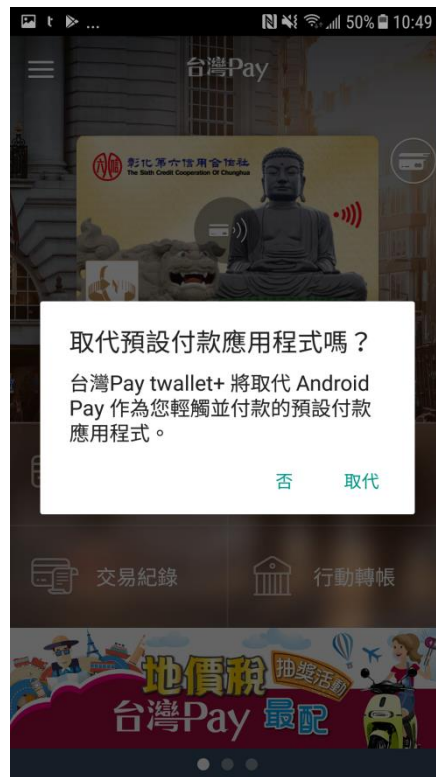 t ... 50% 10:49
台灣Pay
彰化第六信用合作社
The Sixth Credit Cooperation Of Changhua
取代預設付款應用程式嗎？
台灣Pay twallet+ 將取代 Android
Pay 作為您輕觸並付款的預設付款
應用程式。
否 取代
交易紀錄 行動轉帳
地價稅 抽獎活動
台灣Pay 最配